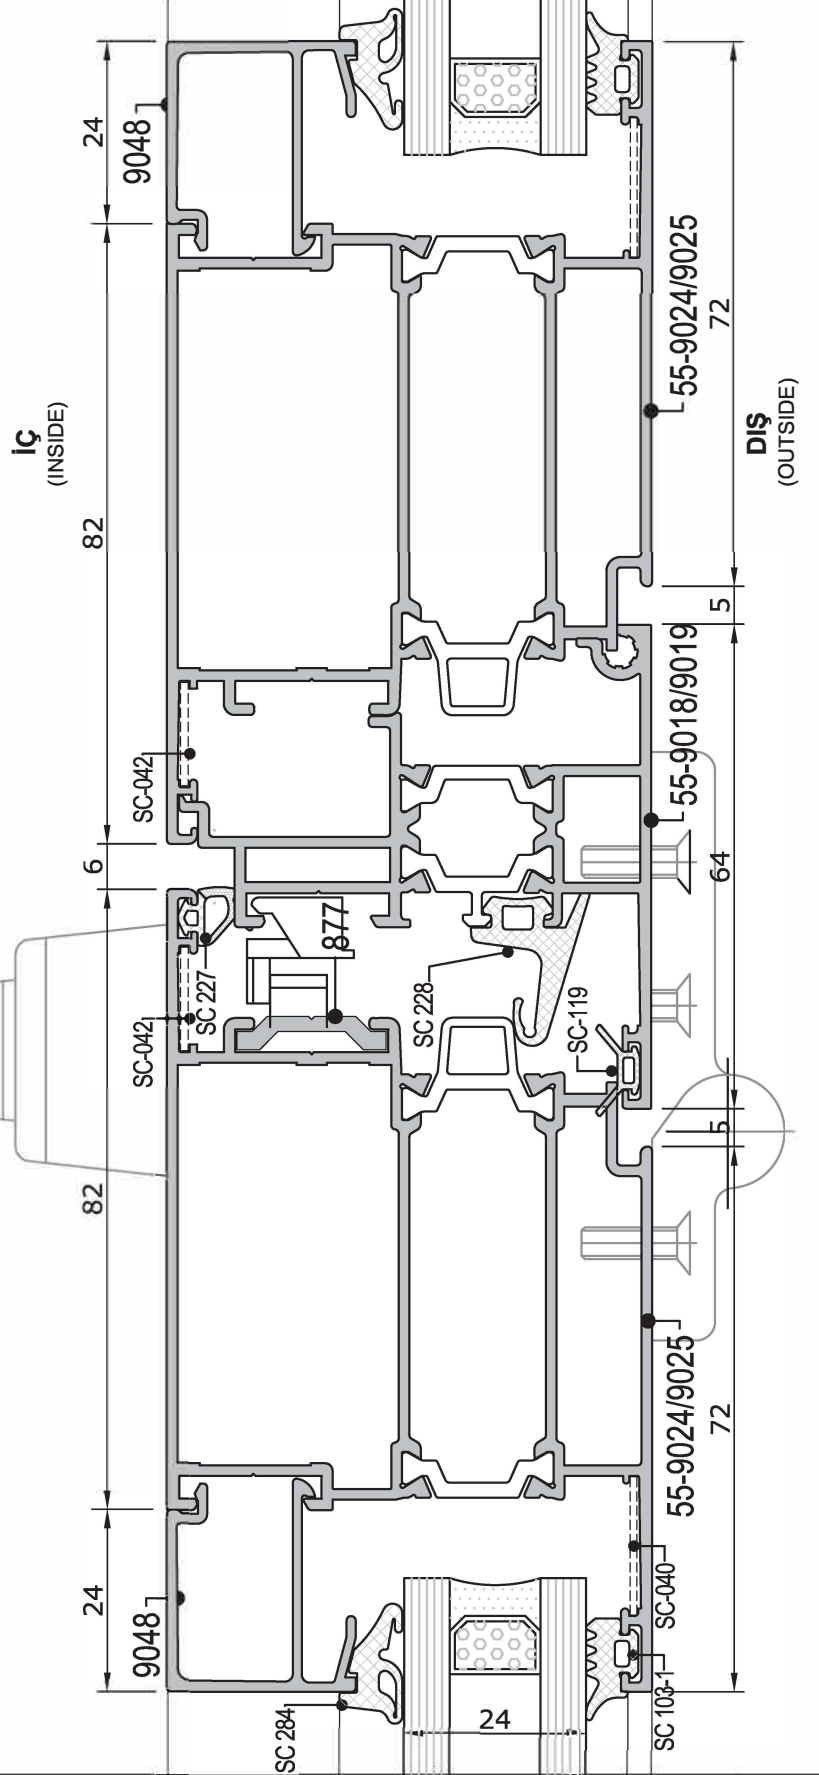 24
9048
82
İÇ
(INSIDE)
SC-042
6
SC-042
SC 227
877
SC 228
SC-119
82
24
9048
SC 284
24
SC 103-1
SC-040
55-9024/9025
72
5
64
55-9018/9019
5
DIŞ
(OUTSIDE)
72
55-9024/9025